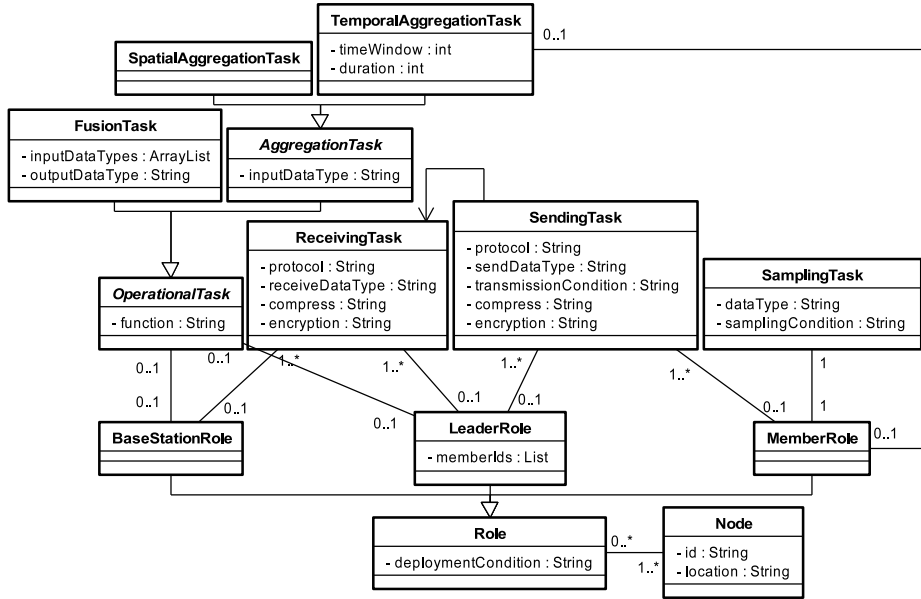 TemporalAggregationTask
- timeWindow : int
- duration : int
0..1
SpatialAggregationTask
FusionTask
- inputDataTypes : ArrayList
- outputDataType : String
AggregationTask
- inputDataType : String
ReceivingTask
- protocol : String
- receiveDataType : String
- compress : String
- encryption : String
SendingTask
- protocol : String
- sendDataType : String
- transmissionCondition : String
- compress : String
- encryption : String
SamplingTask
- dataType : String
- samplingCondition : String
OperationalTask
- function : String
0..1
0..1
1..*
1..*
1..*
1..*
1
0..1
0..1
0..1
0..1
0..1
0..1
1
BaseStationRole
LeaderRole
- memberIds : List
MemberRole
0..1
Role
- deploymentCondition : String
0..*
1..*
Node
- id : String
- location : String